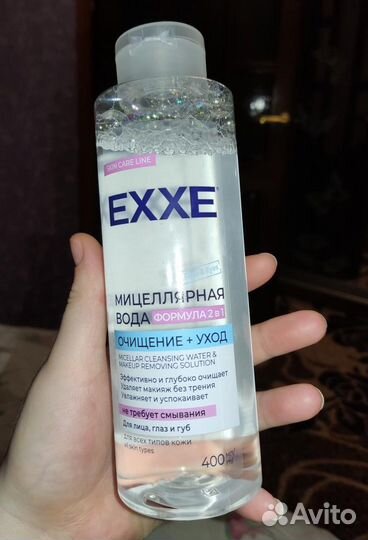 SKIN CARE LINE
EXXE
МИЦЕЛЛЯРНАЯ
ВОДА ФОРМУЛА 2 в 1
ОЧИЩЕНИЕ + УХОД
MICELLAR CLEANSING WATER &
MAKEUP REMOVING SOLUTION
Эффективно и глубоко очищает
Удаляет макияж без трения
Увлажняет и успокаивает
не требует смывания
Для лица, глаз и губ
для всех типов кожи
all skin types
400
Avito